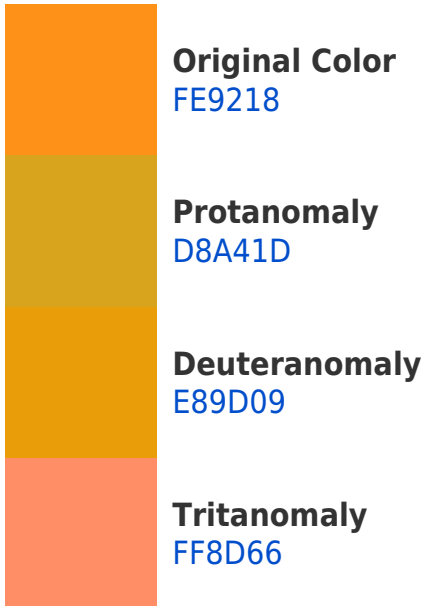 Original Color
FE9218
Protanomaly
D8A41D
Deuteranomaly
E89D09
Tritanomaly
FF8D66